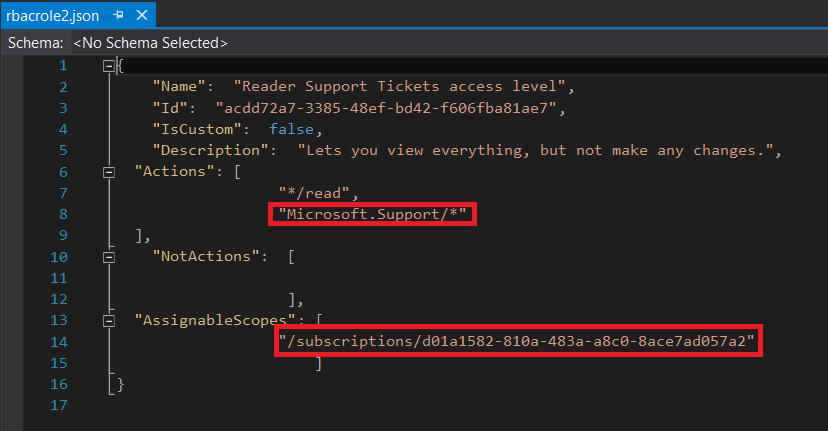 rbacrole2.json
Schema: <No Schema Selected>
1 {
2 "Name": "Reader Support Tickets access level",
3 "Id": "acdd72a7-3385-48ef-bd42-f606fba81ae7",
4 "IsCustom": false,
5 "Description": "Lets you view everything, but not make any changes.",
6 "Actions": [
7 "*/read",
8 "Microsoft.Support/*"
9 ],
10 "NotActions": [
11
12 ],
13 "AssignableScopes": [
14 "/subscriptions/d01a1582-810a-483a-a8c0-8ace7ad057a2"
15 ]
16 }
17